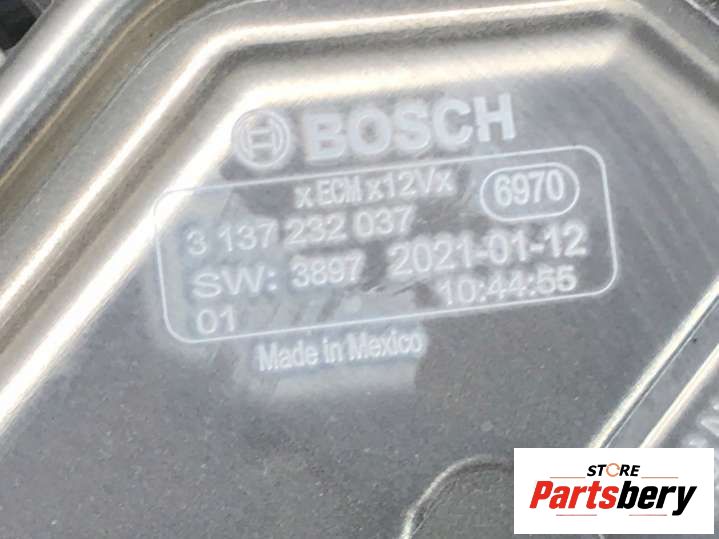 BOSCH
x ECM x12Vx 6970
3 137 232 037
SW: 3897 2021-01-12
01 10:44:55
Made in Mexico
STORE
Partsbery